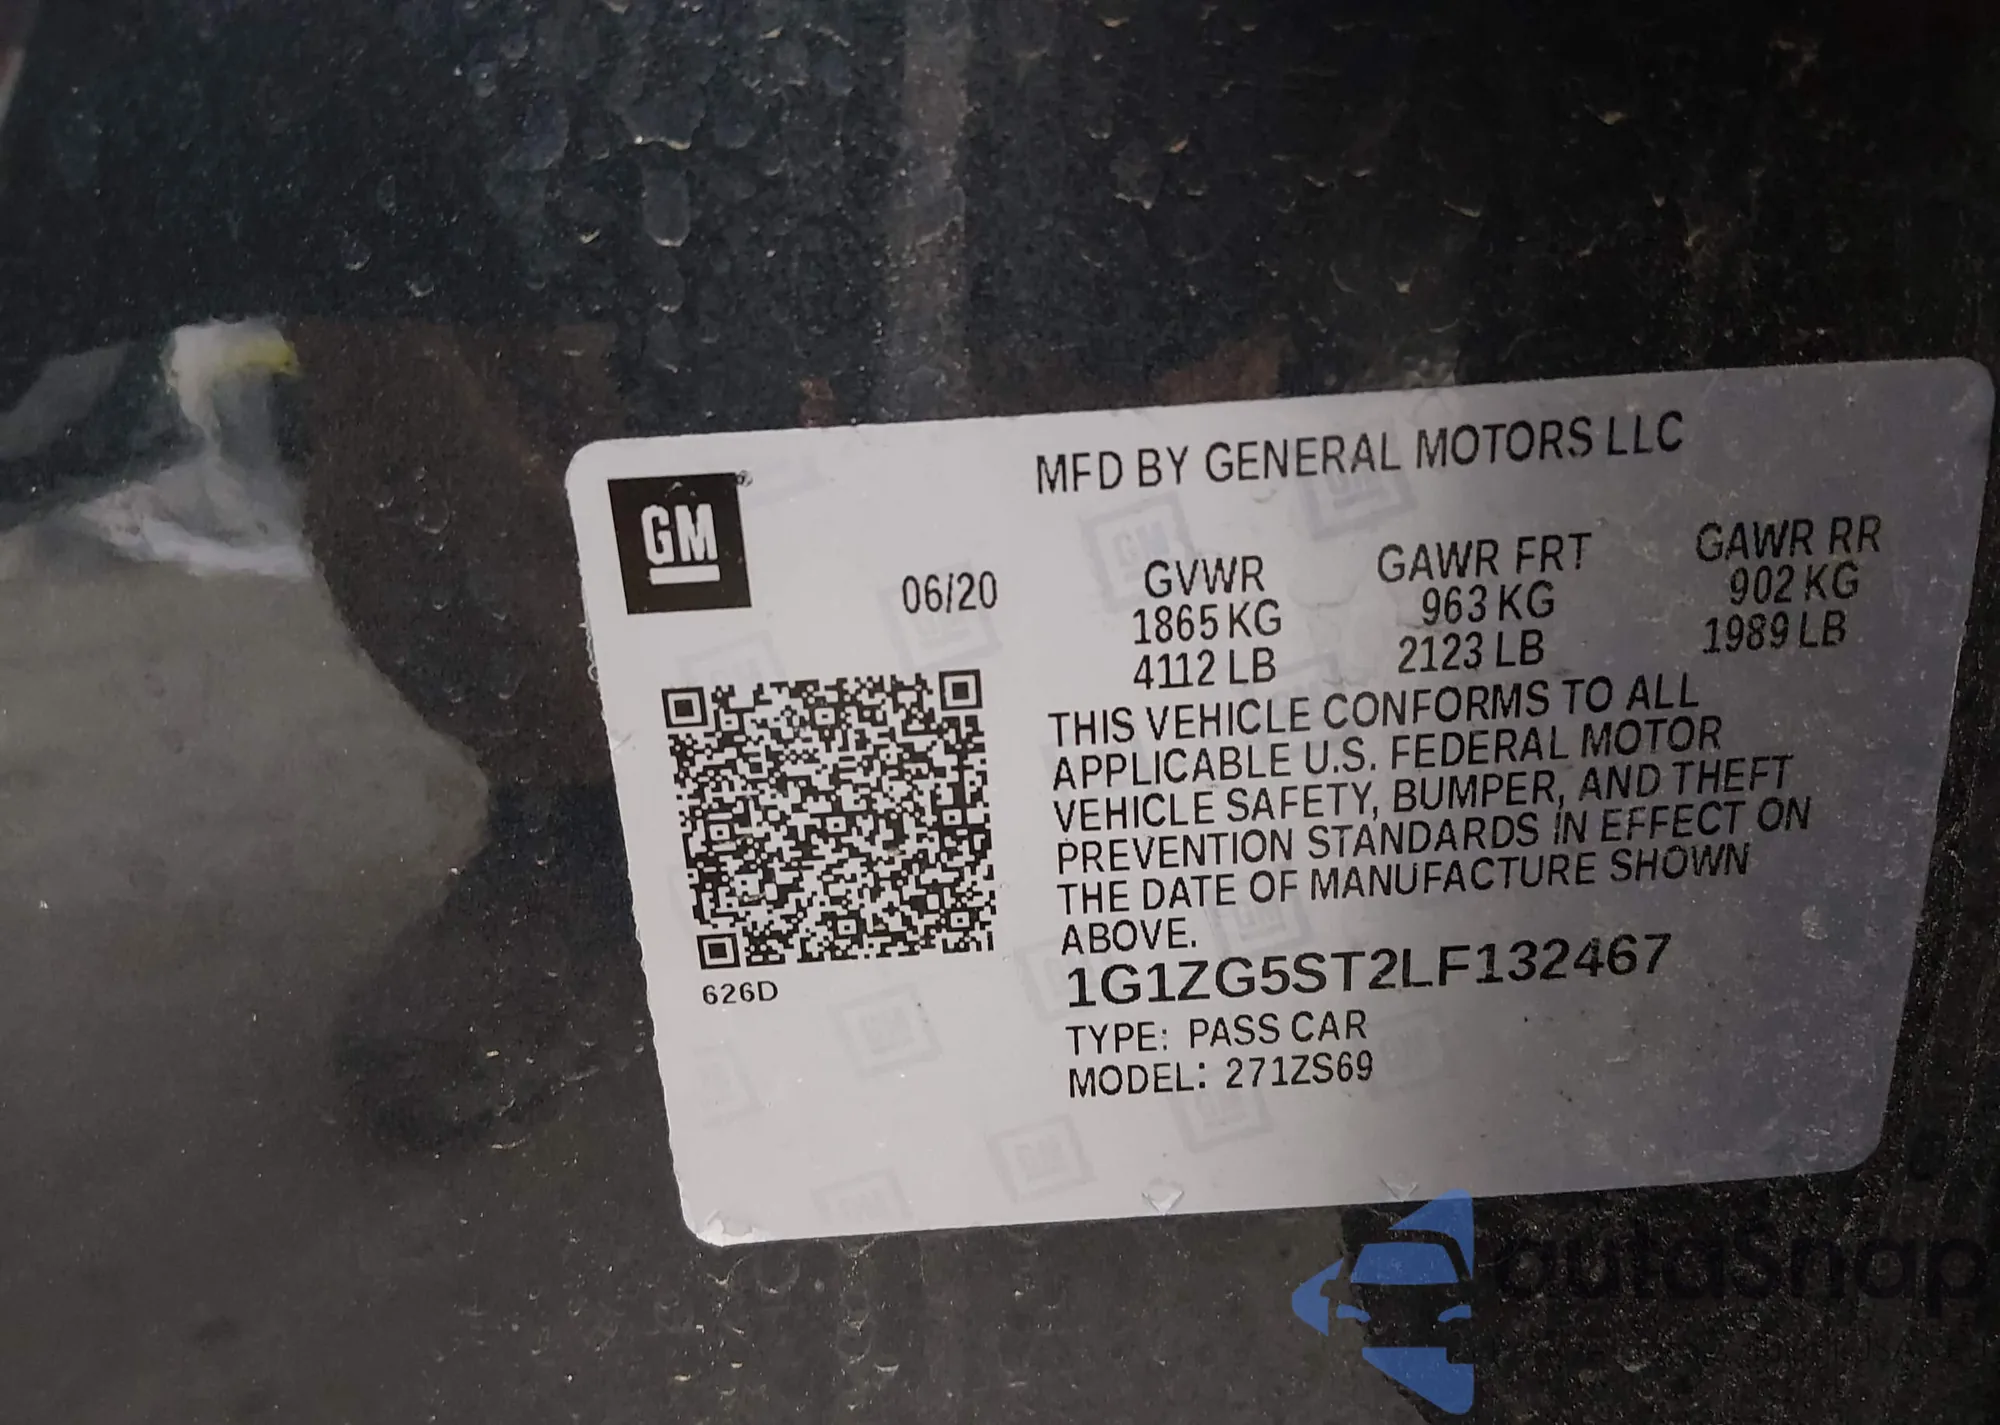 MFD BY GENERAL MOTORS LLC
GM
06/20
GVWR
1865 KG
4112 LB
GAWR FRT
963 KG
2123 LB
GAWR RR
902 KG
1989 LB
THIS VEHICLE CONFORMS TO ALL
APPLICABLE U.S. FEDERAL MOTOR
VEHICLE SAFETY, BUMPER, AND THEFT
PREVENTION STANDARDS IN EFFECT ON
THE DATE OF MANUFACTURE SHOWN
ABOVE.
1G1ZG5ST2LF132467
TYPE: PASS CAR
MODEL: 271ZS69
626D
autaSnap